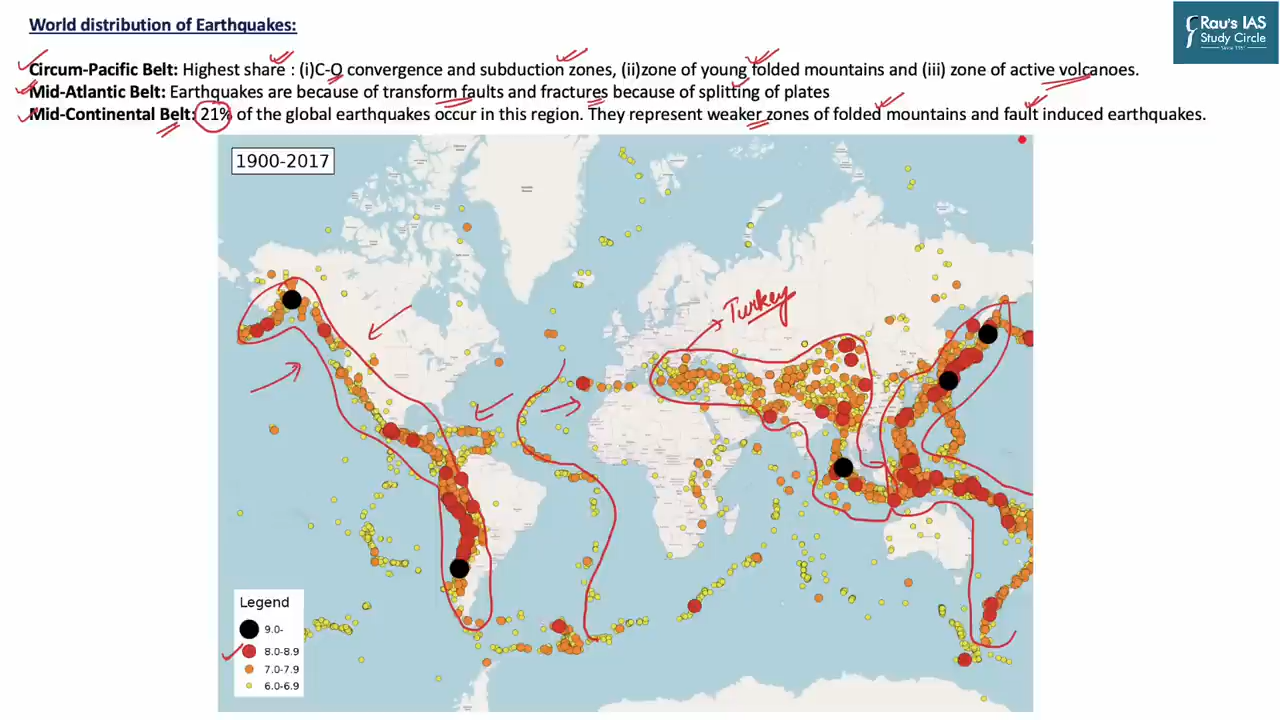 World distribution of Earthquakes:
Rau's IAS
Study Circle
Since 1953
Circum-Pacific Belt: Highest share : (i)C-O convergence and subduction zones, (ii)zone of young folded mountains and (iii) zone of active volcanoes.
Mid-Atlantic Belt: Earthquakes are because of transform faults and fractures because of splitting of plates
Mid-Continental Belt: 21% of the global earthquakes occur in this region. They represent weaker zones of folded mountains and fault induced earthquakes.
1900-2017
Turkey
Legend
9.0-
8.0-8.9
7.0-7.9
6.0-6.9